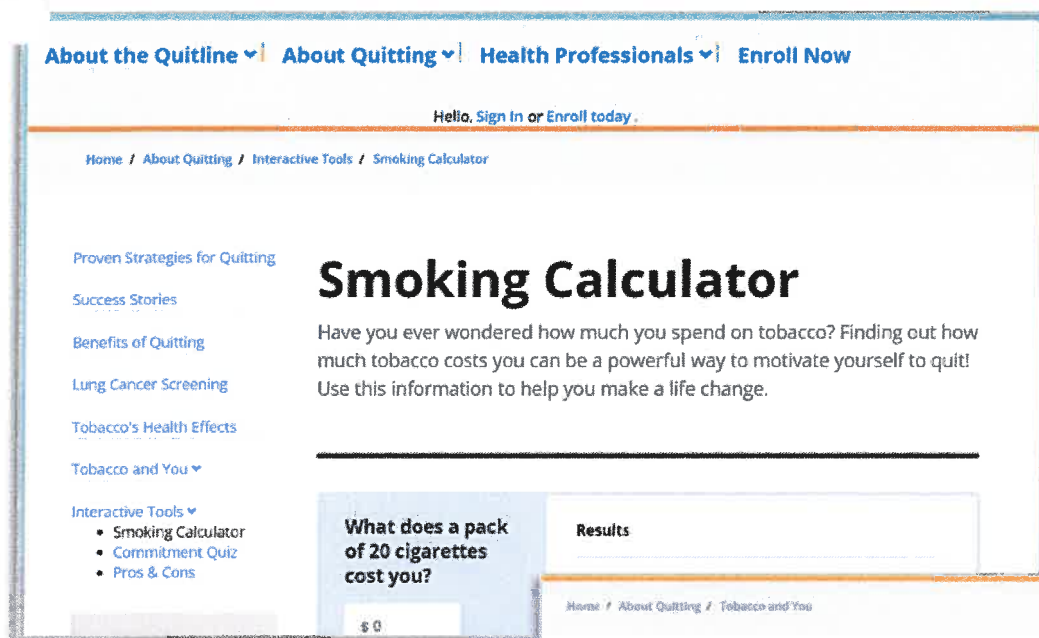 About the Quitline About Quitting Health Professionals Enroll Now
Hello, Sign In or Enroll today.
Home / About Quitting / Interactive Tools / Smoking Calculator
Proven Strategies for Quitting
Success Stories
Benefits of Quitting
Lung Cancer Screening
Tobacco's Health Effects
Tobacco and You
Interactive Tools
• Smoking Calculator
• Commitment Quiz
• Pros & Cons
Smoking Calculator
Have you ever wondered how much you spend on tobacco? Finding out how
much tobacco costs you can be a powerful way to motivate yourself to quit!
Use this information to help you make a life change.
What does a pack
of 20 cigarettes
cost you?
$ 0
Results
Home / About Quitting / Tobacco and You